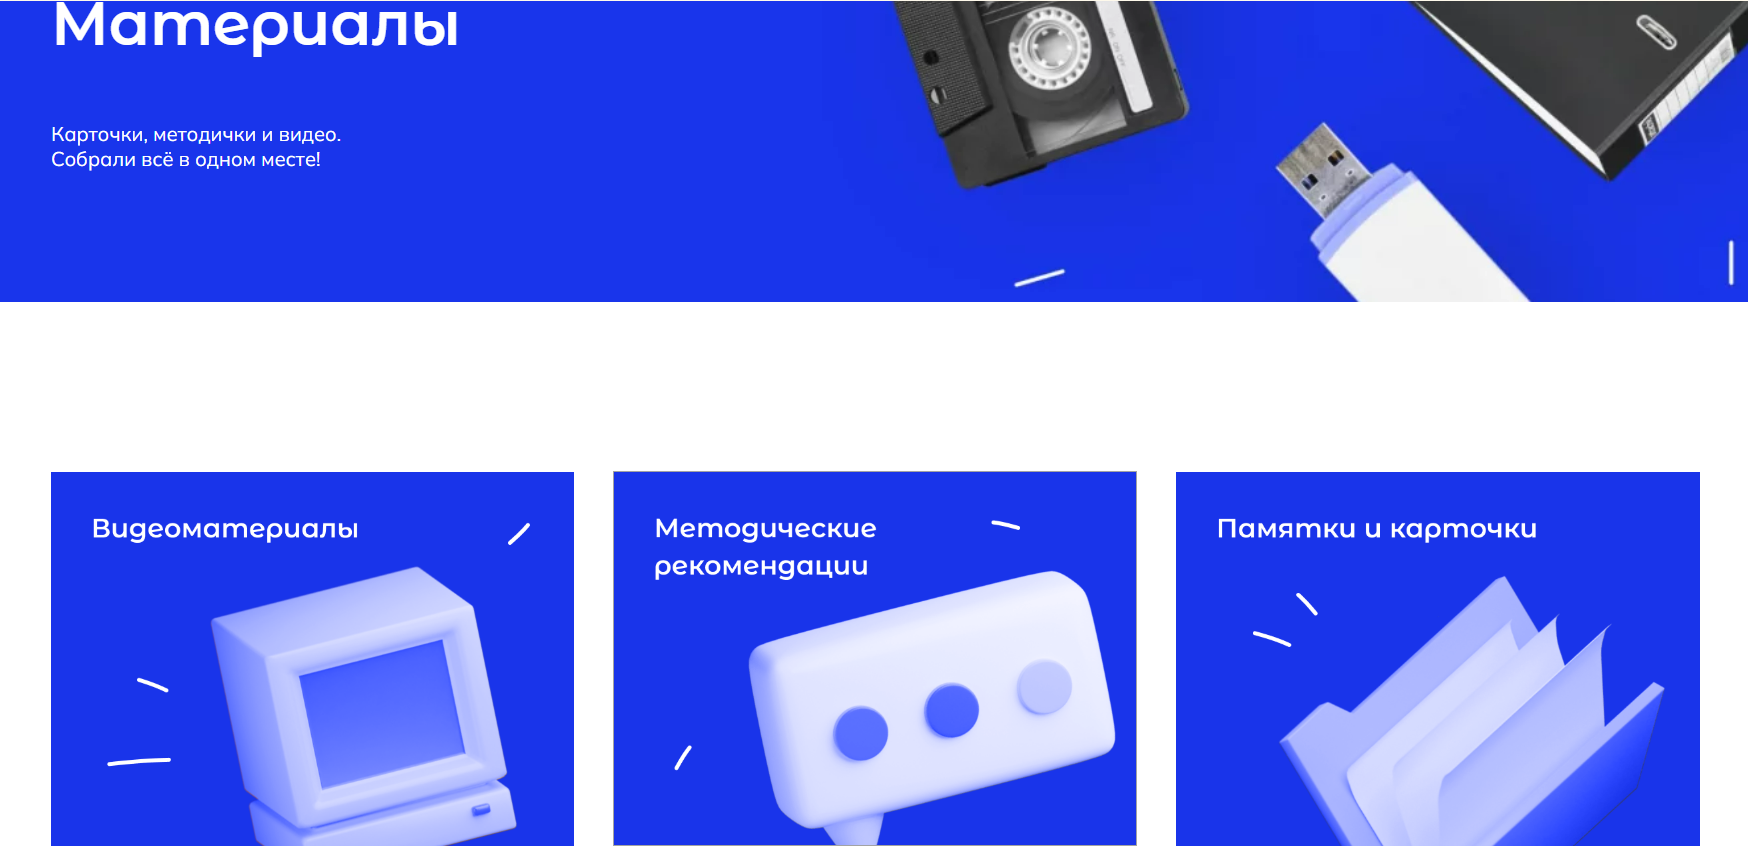 Материалы
Карточки, методички и видео.
Собрали всё в одном месте!
Видеоматериалы
Методические
рекомендации
Памятки и карточки